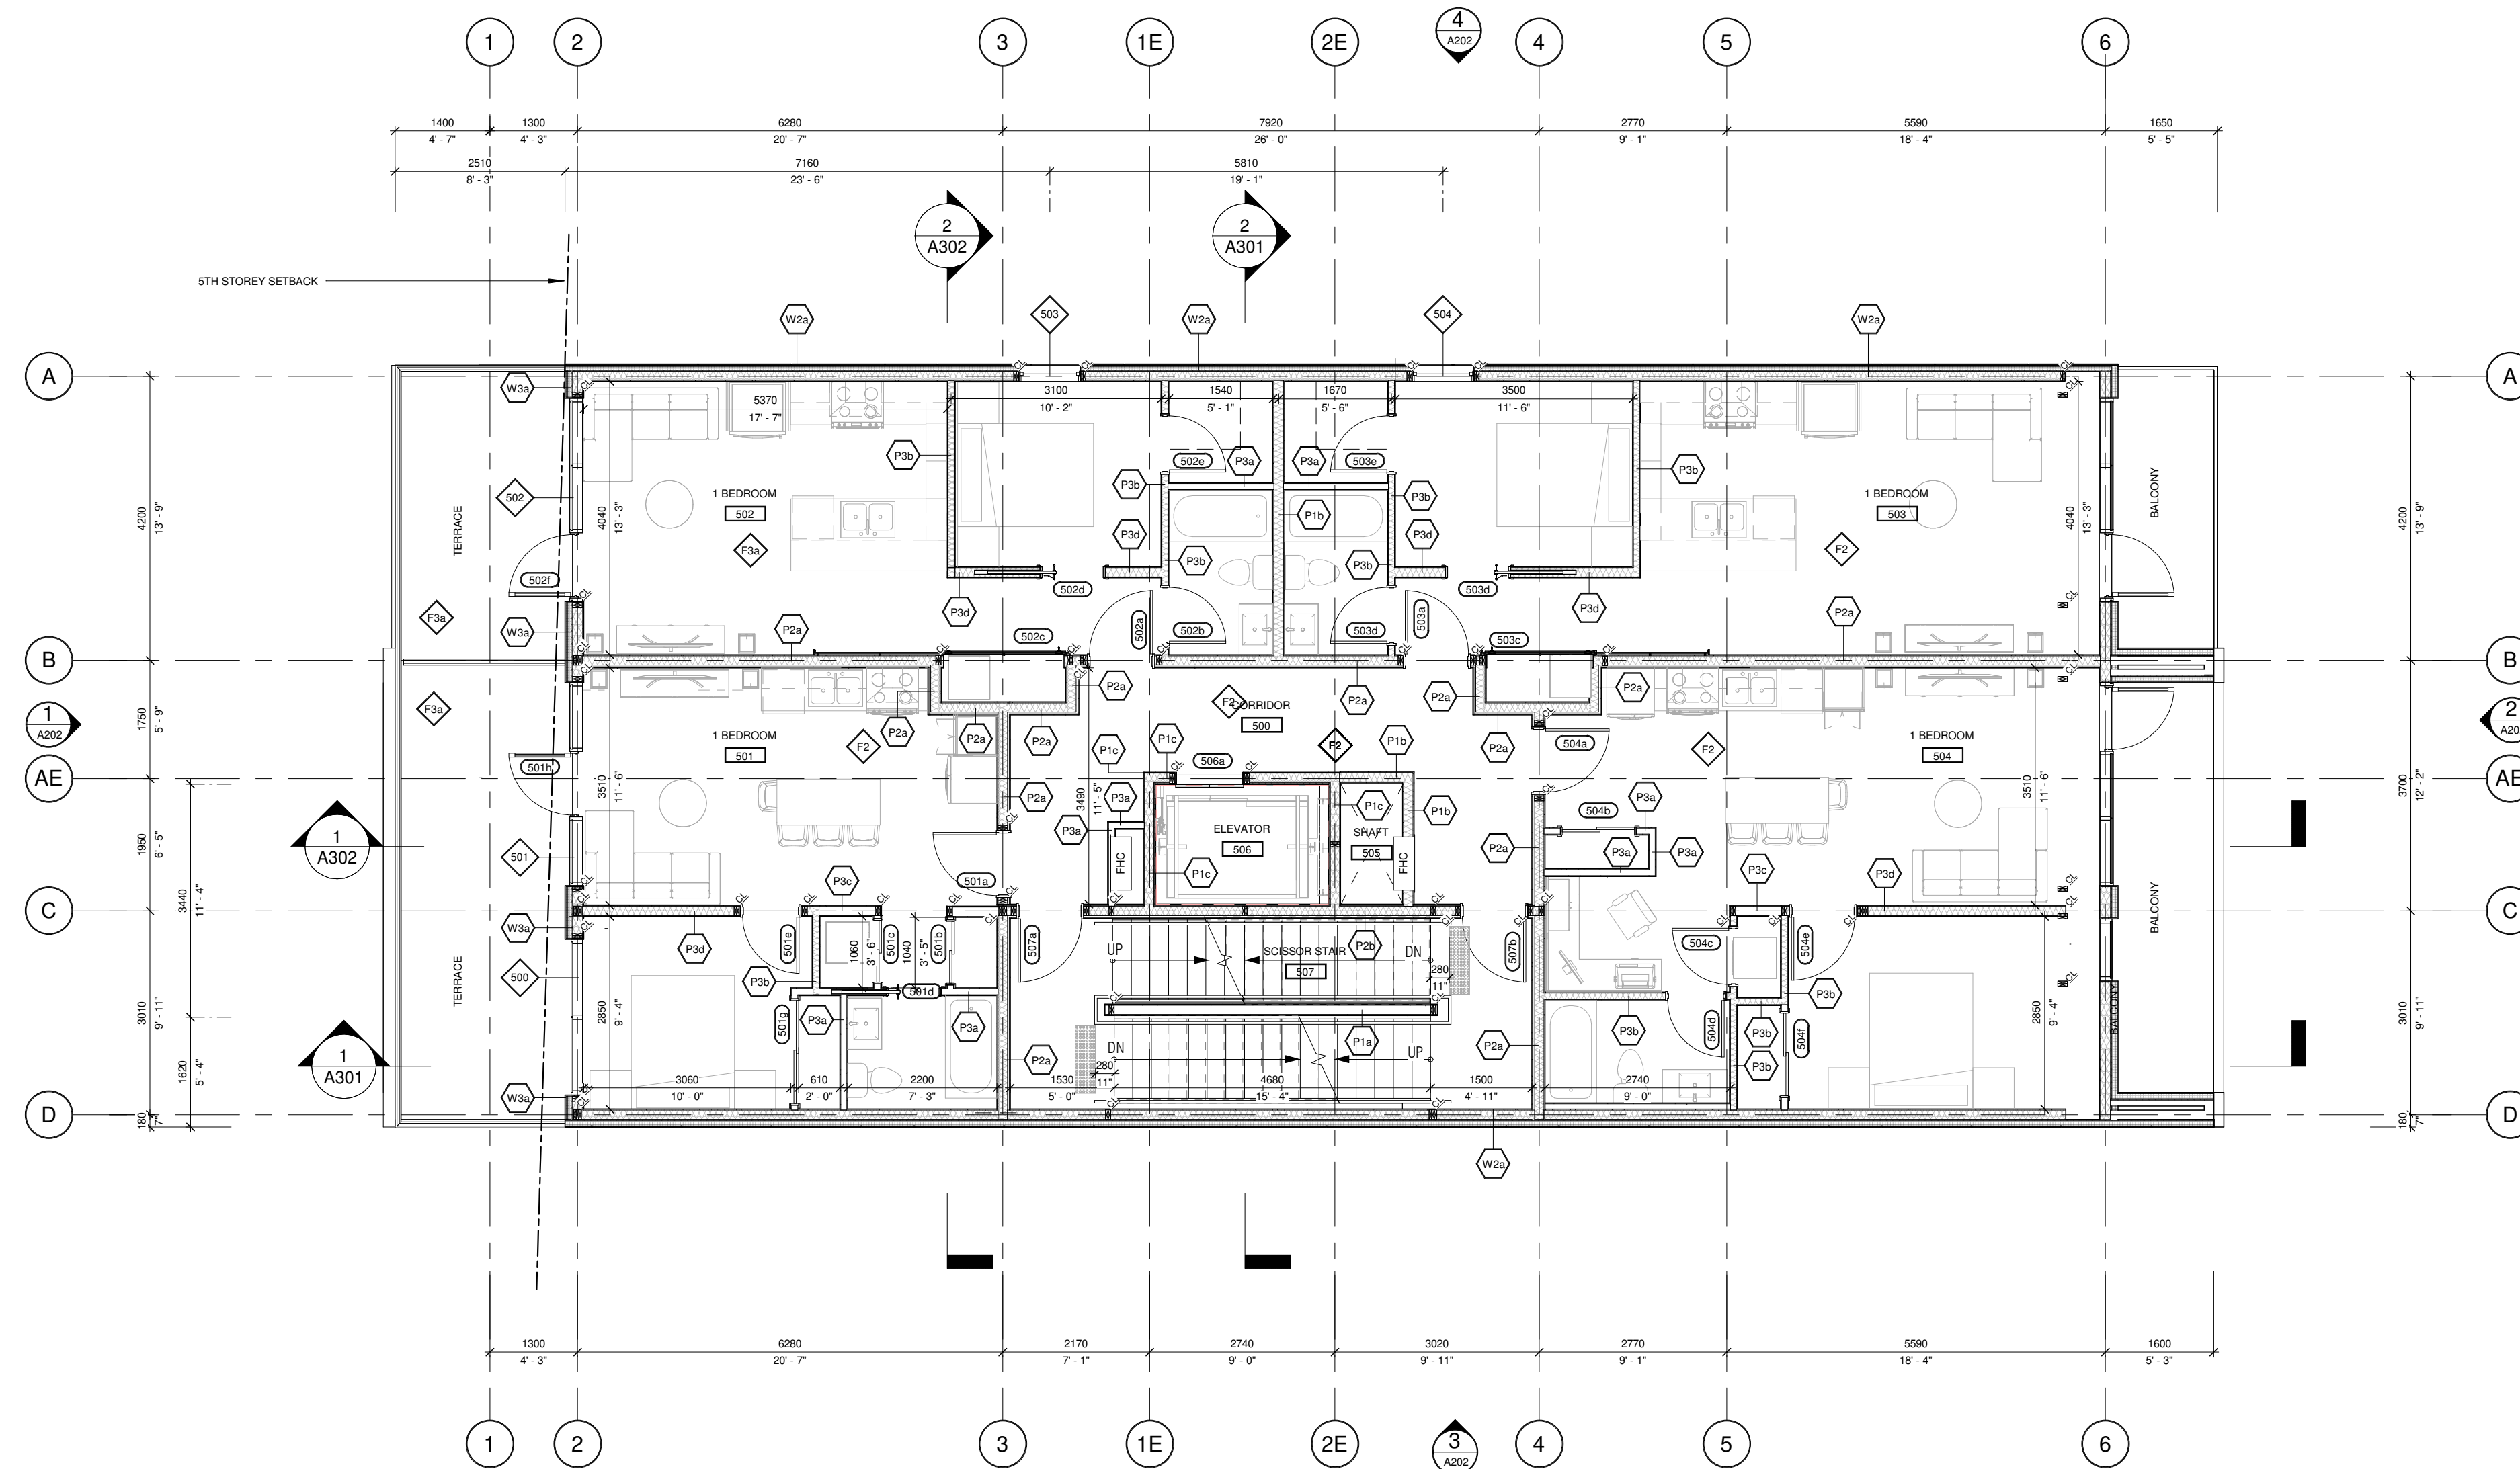 1 2 3 1E 2E 4 5 6
4
A202
1400 1300 6280 7920 2770 5590 1650
4' - 7" 4' - 3" 20' - 7" 26' - 0" 9' - 1" 18' - 4" 5' - 5"
2510 7160 5810
8' - 3" 23' - 6" 19' - 1"
2
A302
2
A301
5TH STOREY SETBACK
W2a 503 W2a 504 W2a
A A
W3a
5370
17' - 7"
3100
10' - 2"
1540
5' - 1"
1670
5' - 6"
3500
11' - 6"
P3b 502e P3a P3a 503e P3b
P3b P3b
TERRACE
502
1 BEDROOM
502
F3a
4040
13' - 3"
P1b
P3d P3d
P3b P3b
1 BEDROOM
503
F2
4040
13' - 3"
BALCONY
4200
13' - 9"
4200
13' - 9"
502f
F3a
W3a
P2a
P3d
502d
502c
502a
502b
503d
503a
503d
503c
P3d
P2a
B B
F3a
1
A202
2
A20
1750
5' - 9"
P2a
F2
CORRIDOR
500
P2a
P2a
P2a
1 BEDROOM
501
F2
P2a
P2a
P2a
P1c
P1c
F2
P1b
P2a
504a
F2
1 BEDROOM
504
501h
AE AE
506a
3510
11' - 6"
P2a
3490
11' - 5"
P3a
P1c
P1b
504b
P3a
3510
11' - 6"
3700
12' - 2"
P3a
ELEVATOR
506
SHAFT
505
FHC
FHC
P1c
P2a
P3a
P3a
1
A302
501
1950
6' - 5"
3440
11' - 4"
P3c
501a
P3c
P3d
BALCONY
C C
W3a
P3d
501e
1060
3' - 6"
501c
1040
3' - 5"
501b
507a
UP
SCISSOR STAIR
507
P2b
DN
280
11"
507b
504c
504e
500
TERRACE
P3b
501d
P3b
BALCONY
3010
9' - 11"
2850
9' - 4"
501g
P3a
P3a
P2a
DN
P1a
UP
P2a
P3b
504d
P3b
504f
P3b
2850
9' - 4"
3010
9' - 11"
1
A301
1620
5' - 4"
W3a
3060
10' - 0"
610
2' - 0"
2200
7' - 3"
1530
5' - 0"
280
11"
4680
15' - 4"
1500
4' - 11"
2740
9' - 0"
D D
180
7"
180
7"
W2a
1300 6280 2170 2740 3020 2770 5590 1600
4' - 3" 20' - 7" 7' - 1" 9' - 0" 9' - 11" 9' - 1" 18' - 4" 5' - 3"
1 2 3 1E 2E 4 5 6
3
A202